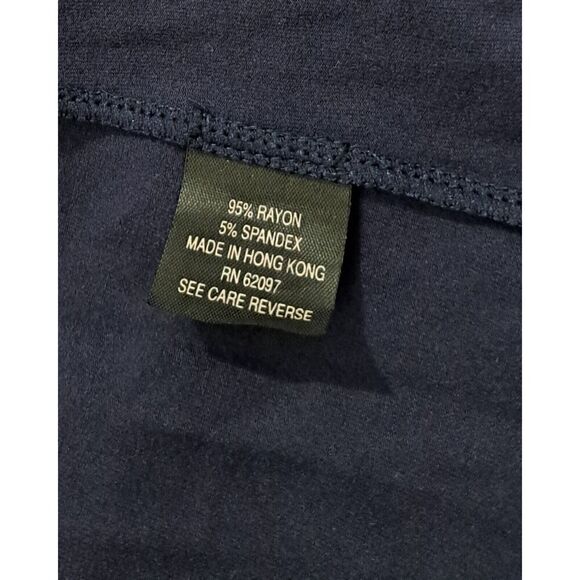 95% RAYON
5% SPANDEX
MADE IN HONG KONG
RN 62097
SEE CARE REVERSE